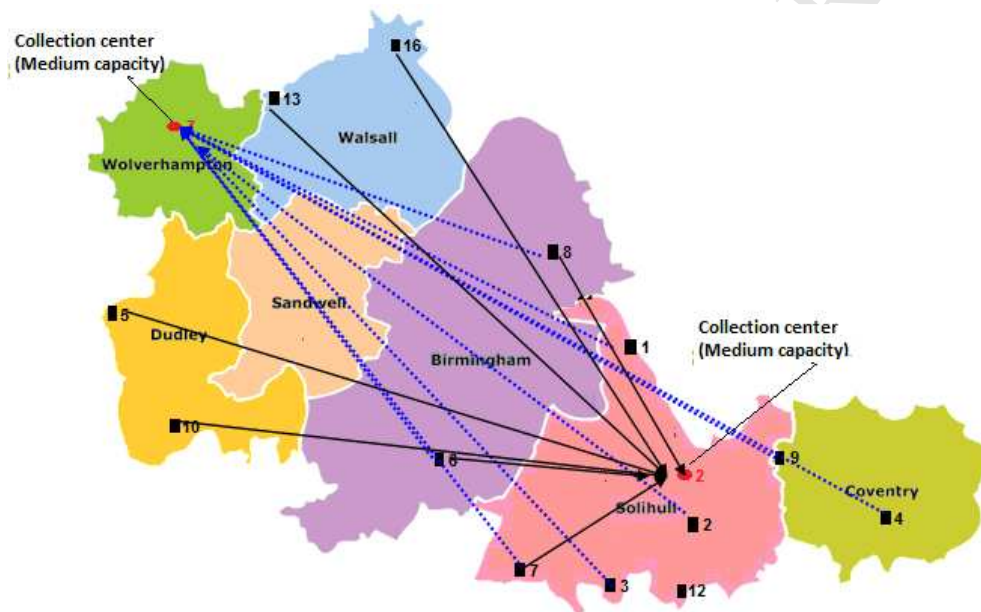 Collection center
(Medium capacity)
16
13
7
Walsall
Wolverhampton
8
5
Dudley
Sandwell
Collection center
(Medium capacity)
1
Birmingham
10
6
9
2
Solihull
Coventry
2
4
7
3
12